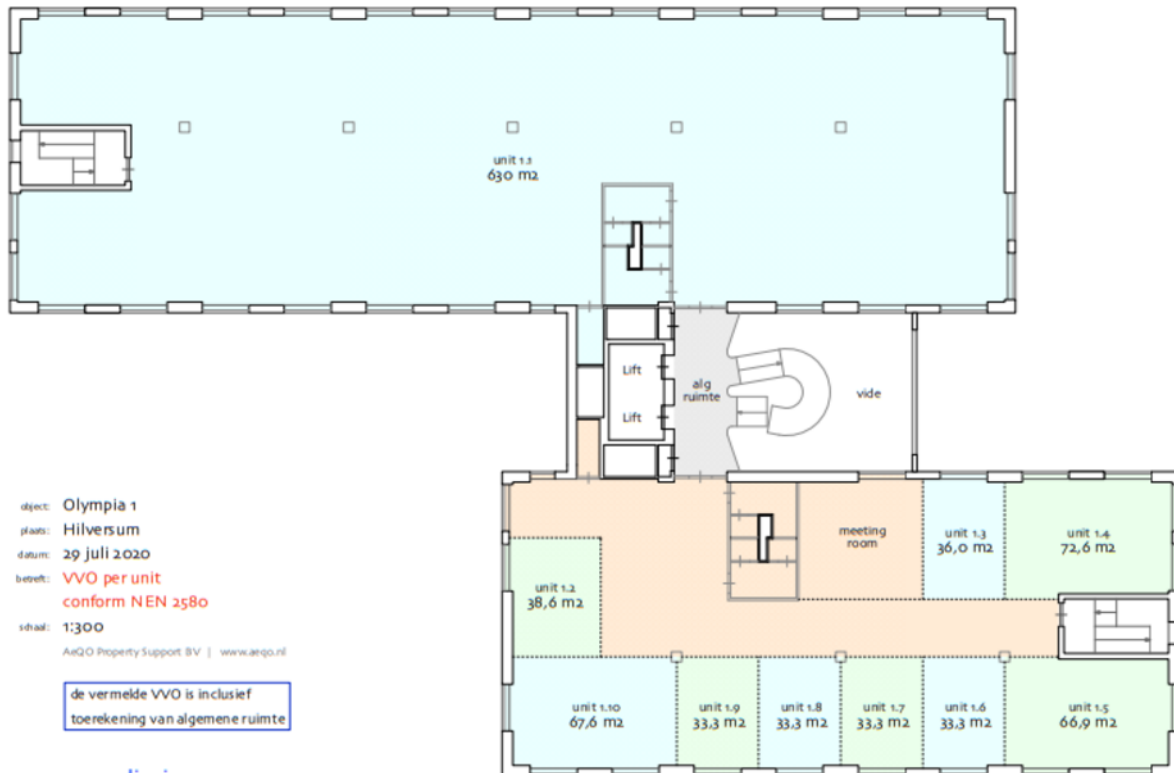 unit 1.1
630 m2
Lift
Lift
alg
ruimte
vide
object: Olympia 1
plaats: Hilversum
datum: 29 juli 2020
betreft: VVO per unit
conform NEN 2580
schaal: 1:300
AeQO Property Support BV | www.aeqo.nl
de vermelde VVO is inclusief
toerekening van algemene ruimte
meeting
room
unit 1.3
36,0 m2
unit 1.4
72,6 m2
unit 1.2
38,6 m2
unit 1.10
67,6 m2
unit 1.9
33,3 m2
unit 1.8
33,3 m2
unit 1.7
33,3 m2
unit 1.6
33,3 m2
unit 1.5
66,9 m2